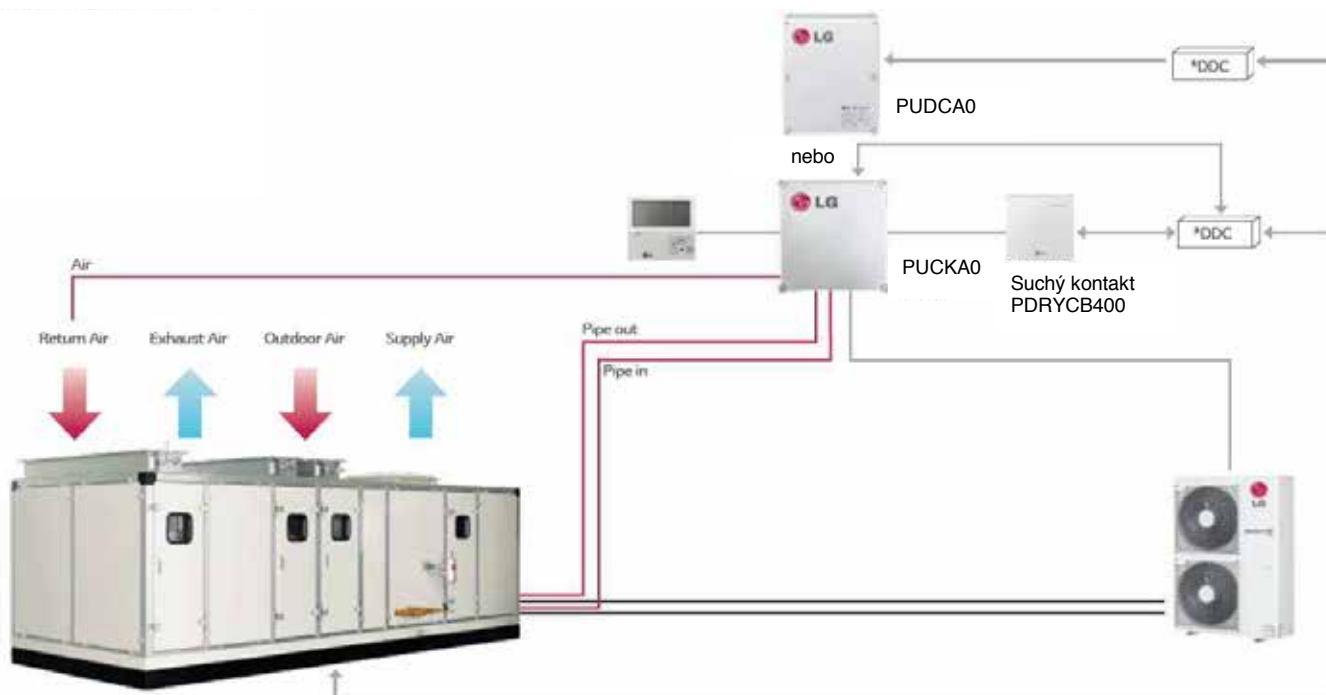 LG
*DDC
PUDCA0
nebo
LG
*DDC
PUCKA0
Suchý kontakt
PDRYCB400
Air
Return Air
Exhaust Air
Outdoor Air
Supply Air
Pipe out
Pipe in
LG